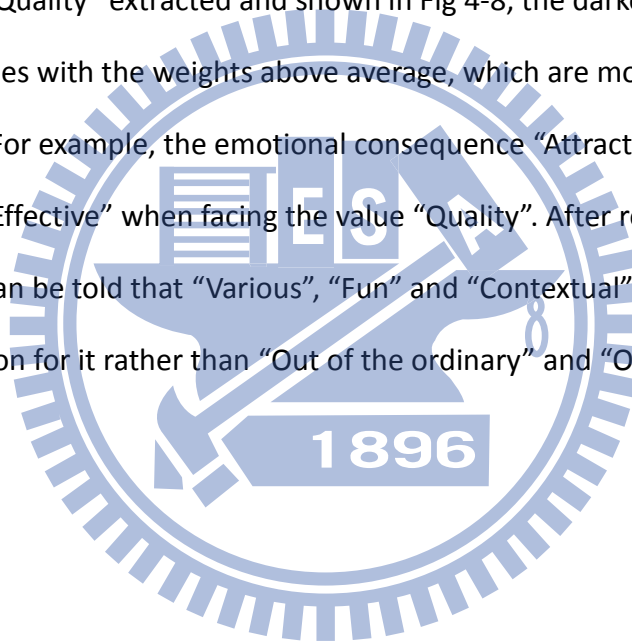 Quality” extracted and shown in Fig 4-8, the darke
es with the weights above average, which are mo
For example, the emotional consequence “Attract
Effective” when facing the value “Quality”. After r
an be told that “Various”, “Fun” and “Contextual”
on for it rather than “Out of the ordinary” and “O
E S A
1896